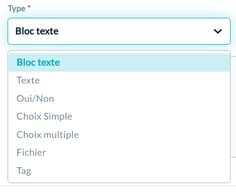 Type *
Bloc texte
Bloc texte
Texte
Oui/Non
Choix Simple
Choix multiple
Fichier
Tag